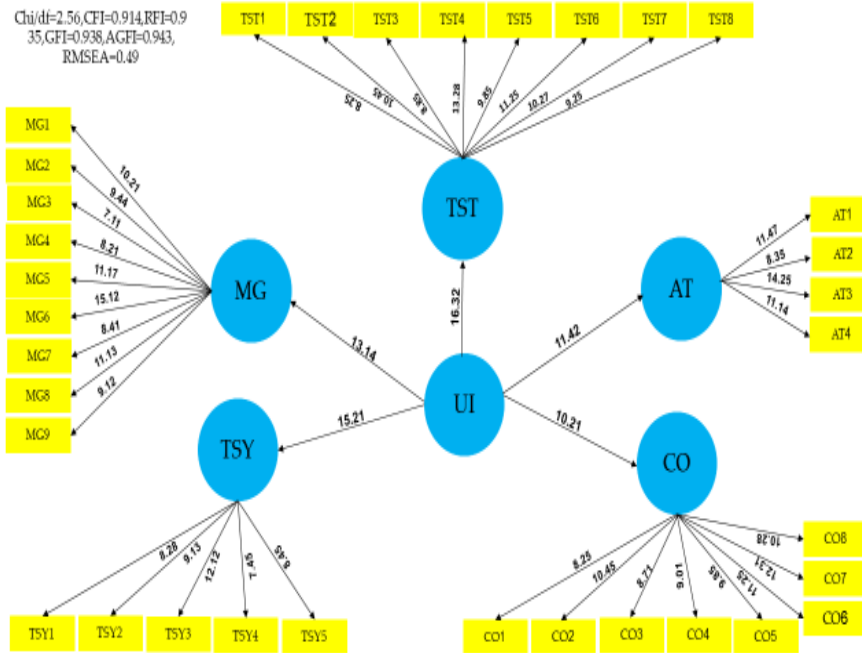 Chi/df=2.56,CFI=0.914,RFI=0.9
35,GFI=0.938,AGFI=0.943,
RMSEA=0.49
TST1
TST2
TST3
TST4
TST5
TST6
TST7
TST8
8.25
10.45
8.85
13.28
9.85
11.25
10.27
9.25
TST
MG1
MG2
MG3
MG4
MG5
MG6
MG7
MG8
MG9
10.21
9.44
7.11
8.21
11.17
15.12
8.41
11.13
9.12
MG
AT
11.47
8.35
14.25
11.14
AT1
AT2
AT3
AT4
16.32
13.14
11.42
UI
15.21
10.21
TSY
CO
8.28
9.13
12.12
7.45
TSY1
TSY2
TSY3
TSY4
TSY5
8.25
10.45
8.71
9.01
9.85
11.25
12.31
10.28
CO8
CO7
CO6
CO1
CO2
CO3
CO4
CO5